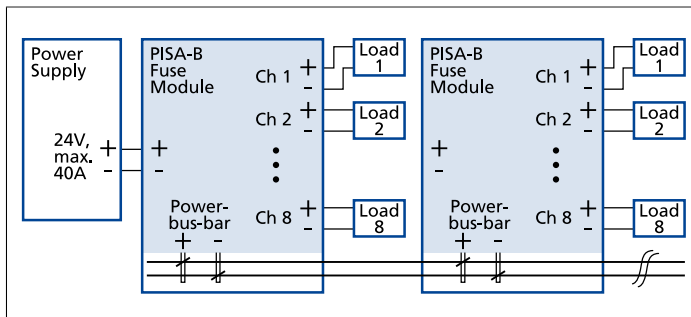 Power
Supply
24V,
max.
40A
+
-
PISA-B
Fuse
Module
+
-
Ch 1
+
-
Ch 2
+
-
Ch 8
+
-
Power-
bus-bar
+ -
Load
1
Load
2
Load
8
PISA-B
Fuse
Module
+
-
Ch 1
+
-
Ch 2
+
-
Ch 8
+
-
Power-
bus-bar
+ -
Load
1
Load
2
Load
8